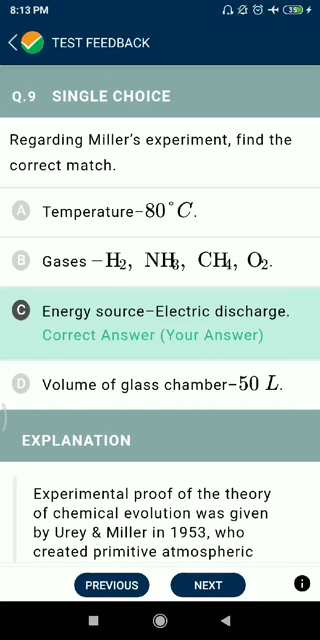 8:13 PM
39
TEST FEEDBACK
Q.9 SINGLE CHOICE
Regarding Miller's experiment, find the
correct match.
A Temperature–80°C.
B Gases –H₂, NH₃, CH₄, O₂.
C Energy source–Electric discharge.
Correct Answer (Your Answer)
D Volume of glass chamber–50 L.
EXPLANATION
Experimental proof of the theory
of chemical evolution was given
by Urey & Miller in 1953, who
created primitive atmospheric
PREVIOUS NEXT